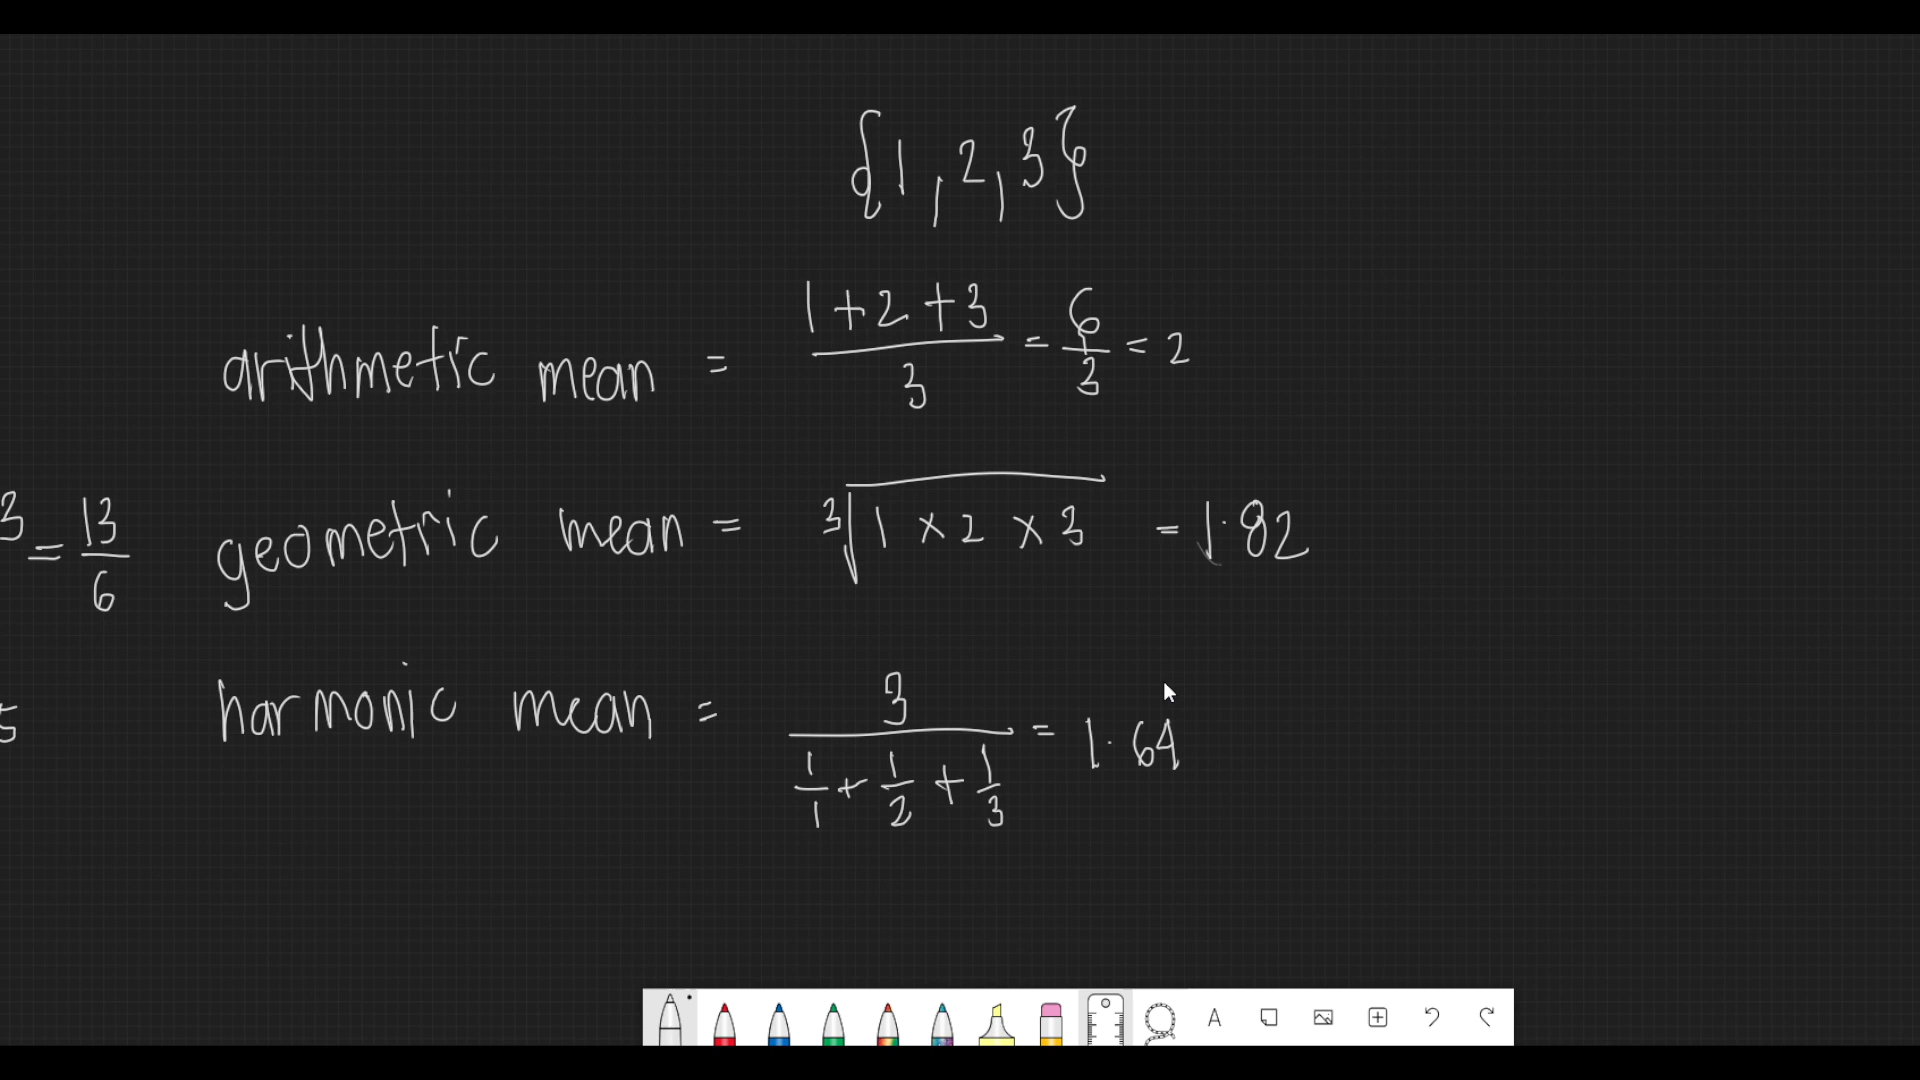 {1, 2, 3}
arithmetic mean = (1+2+3)/3 = 6/3 = 2
3 = 13/6
geometric mean = ³√(1 × 2 × 3) = 1.82
5
harmonic mean = 3/(1/1 + 1/2 + 1/3) = 1.64